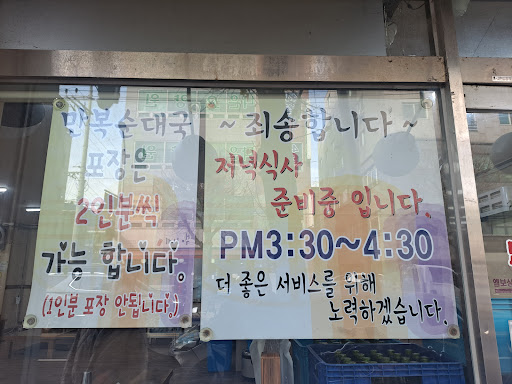 만복순대국
포장은
2인분씩
가능 합니다.
(1인분 포장 안됩니다.)
~ 죄송합니다 ~
저녁식사
준비중 입니다.
PM3:30~4:30
더 좋은 서비스를 위해
노력하겠습니다.